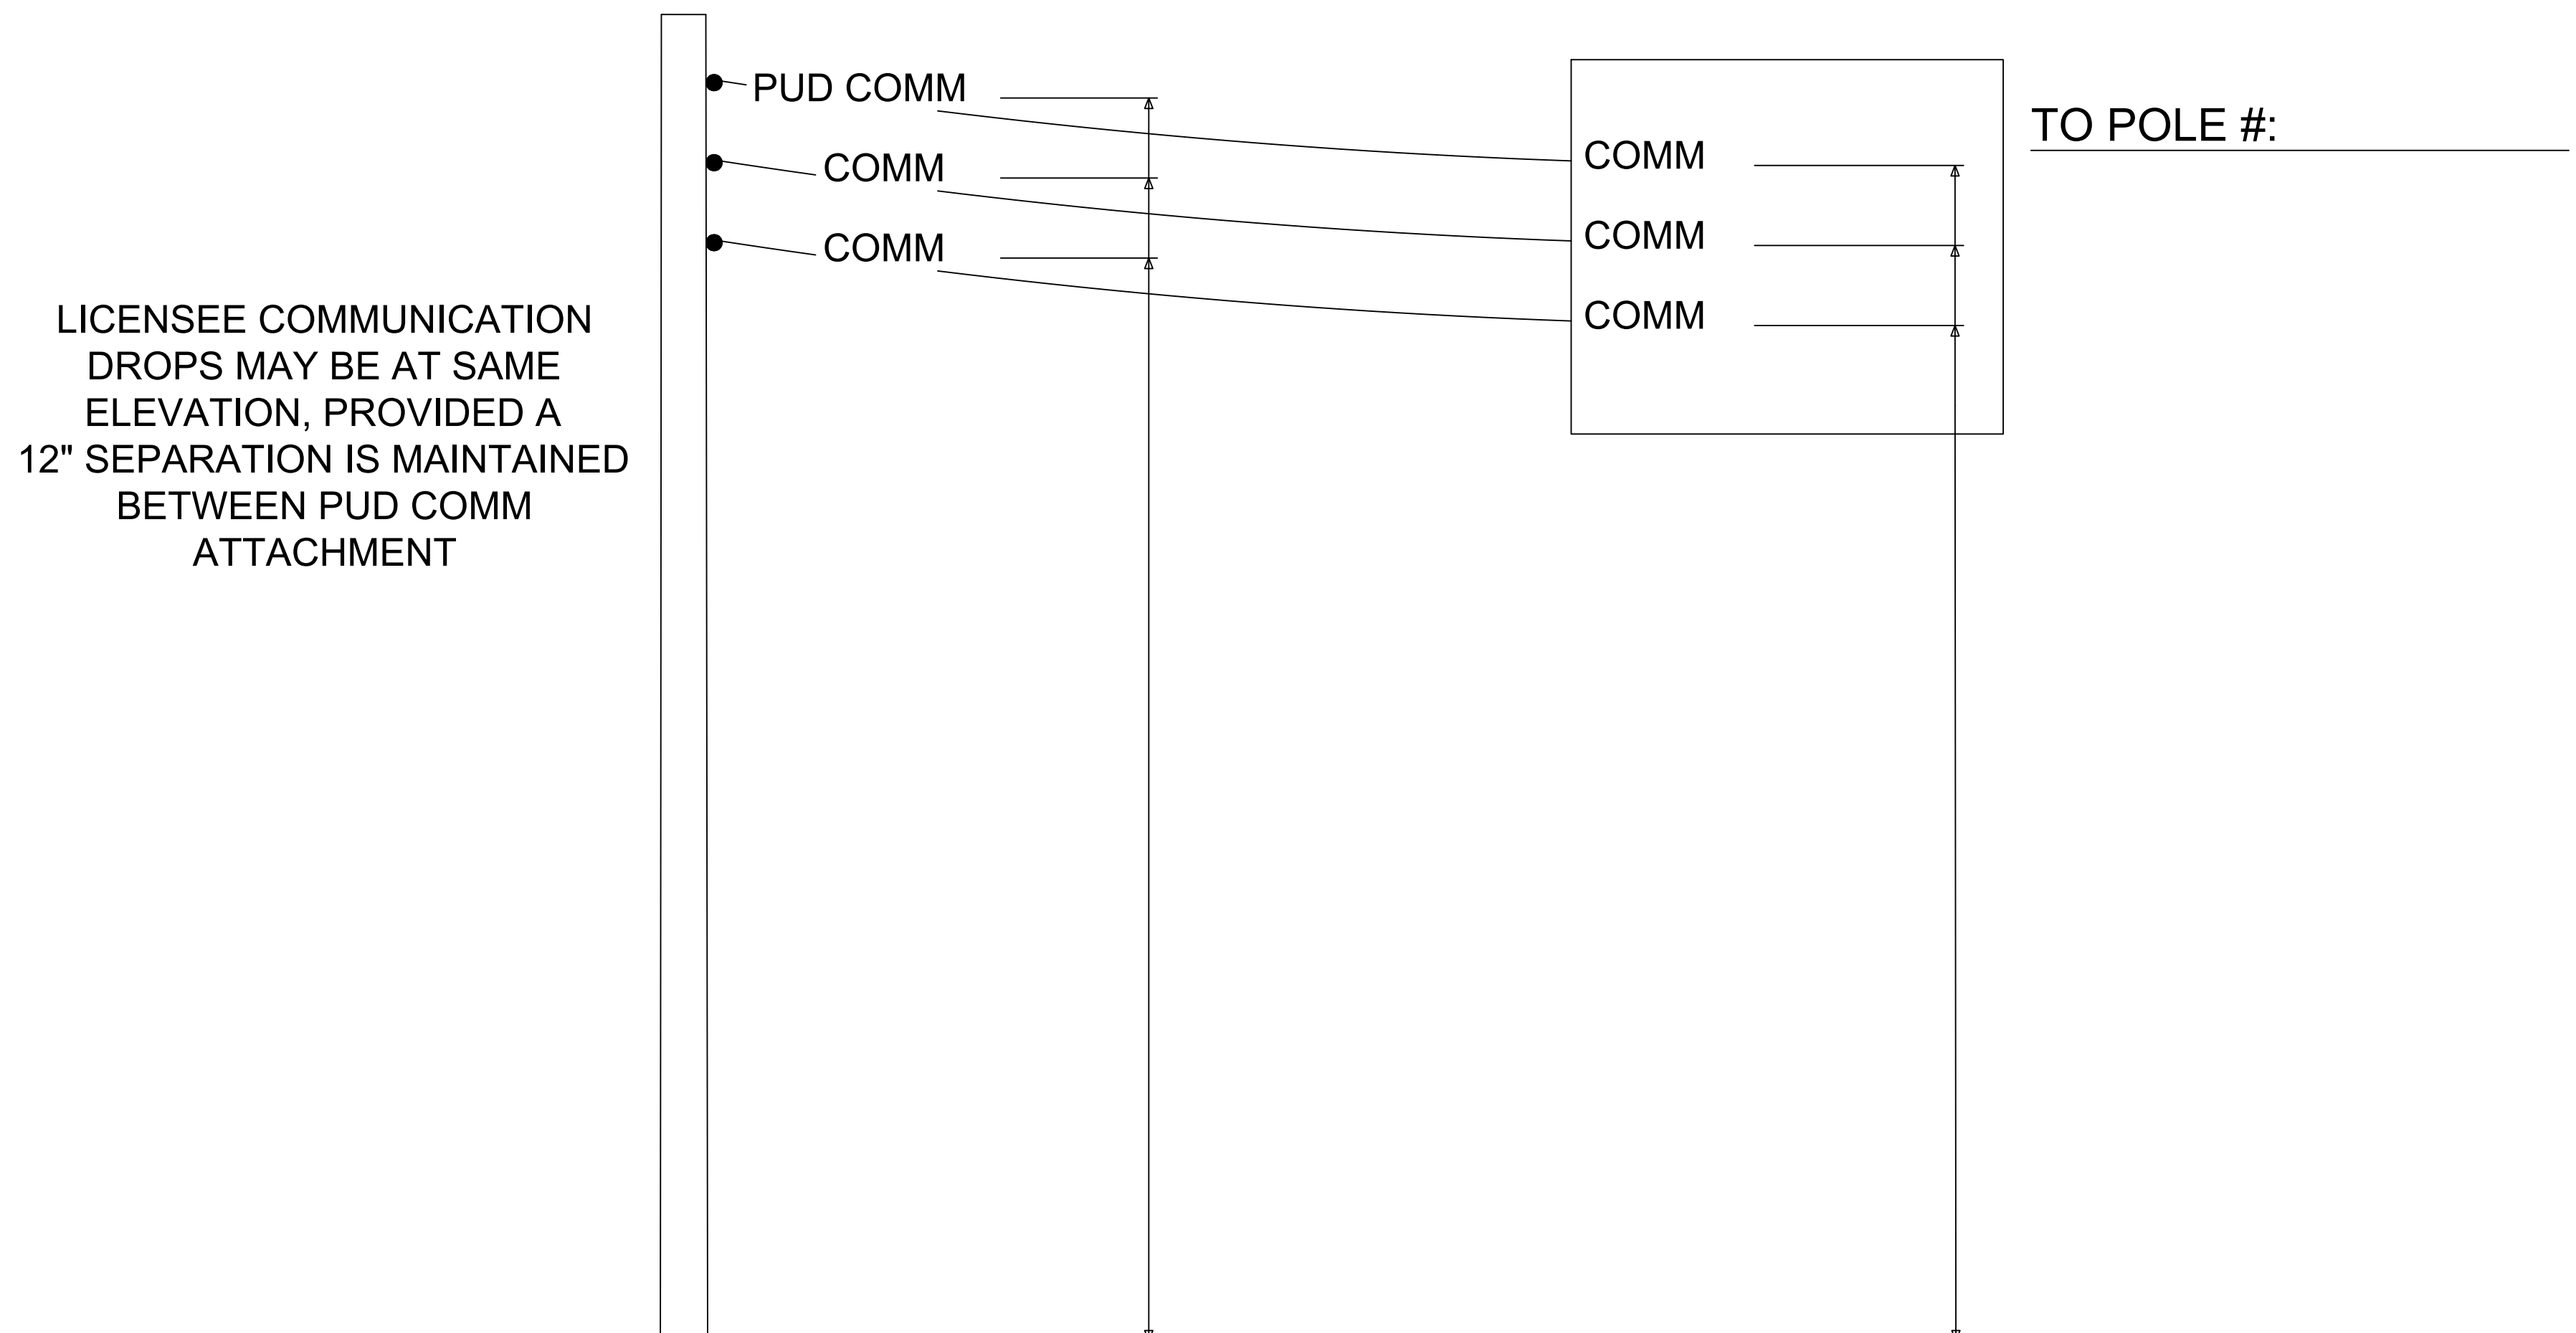 PUD COMM
COMM
COMM
COMM
COMM
COMM
TO POLE #:
LICENSEE COMMUNICATION
DROPS MAY BE AT SAME
ELEVATION, PROVIDED A
12" SEPARATION IS MAINTAINED
BETWEEN PUD COMM
ATTACHMENT